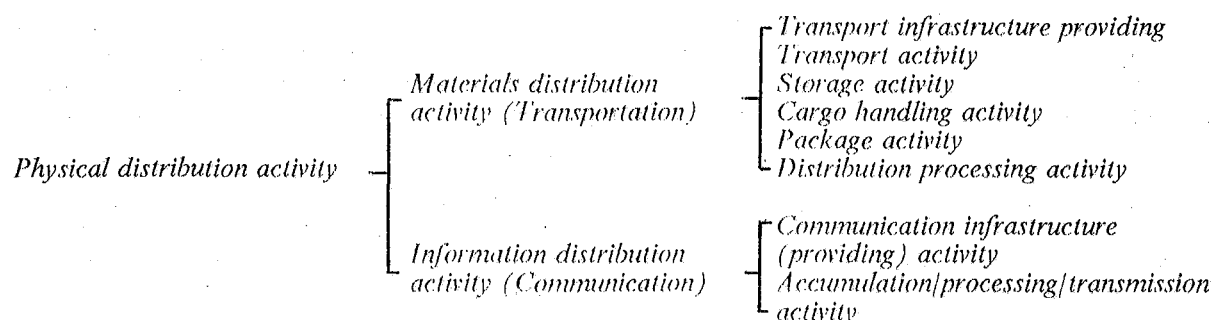 Physical distribution activity
Materials distribution
activity (Transportation)
Transport infrastructure providing
Transport activity
Storage activity
Cargo handling activity
Package activity
Distribution processing activity
Information distribution
activity (Communication)
Communication infrastructure
(providing) activity
Accumulation/processing/transmission
activity